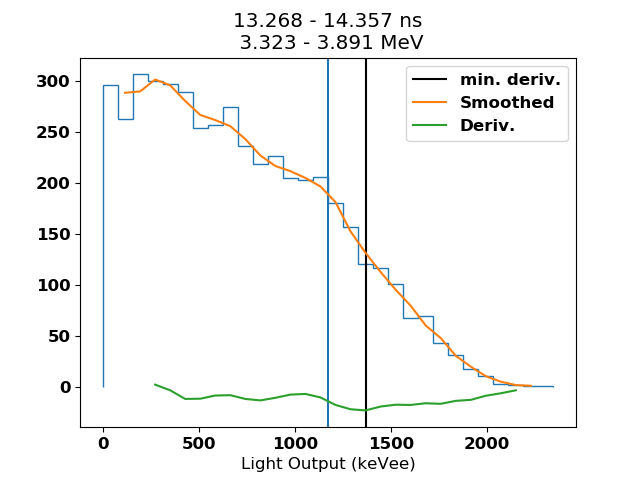 13.268 - 14.357 ns
3.323 - 3.891 MeV
min. deriv.
Smoothed
Deriv.
300
250
200
150
100
50
0
0 500 1000 1500 2000
Light Output (keVee)